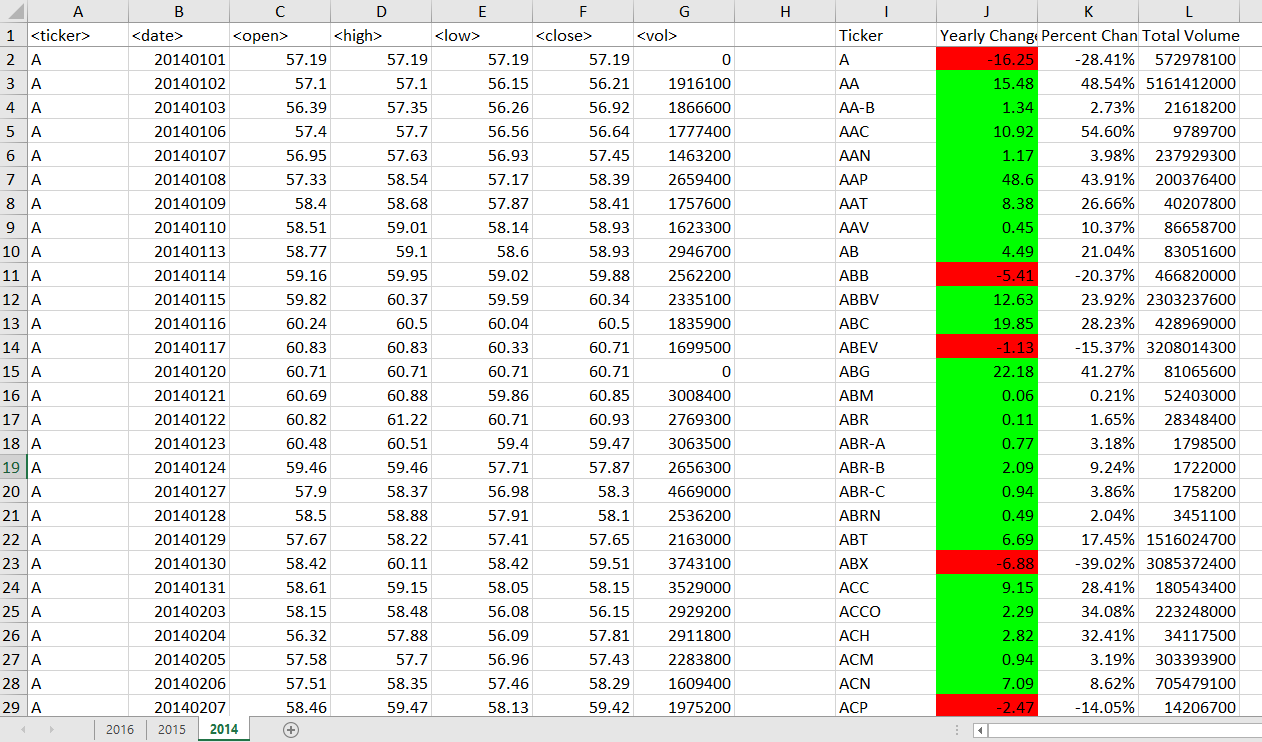 A B C D E F G H I J K L
1 <ticker> <date> <open> <high> <low> <close> <vol> Ticker Yearly Change Percent Chan Total Volume
2 A 20140101 57.19 57.19 57.19 57.19 0 A -16.25 -28.41% 572978100
3 A 20140102 57.1 57.1 56.15 56.21 1916100 AA 15.48 48.54% 5161412000
4 A 20140103 56.39 57.35 56.26 56.92 1866600 AA-B 1.34 2.73% 21618200
5 A 20140106 57.4 57.7 56.56 56.64 1777400 AAC 10.92 54.60% 9789700
6 A 20140107 56.95 57.63 56.93 57.45 1463200 AAN 1.17 3.98% 237929300
7 A 20140108 57.33 58.54 57.17 58.39 2659400 AAP 48.6 43.91% 200376400
8 A 20140109 58.4 58.68 57.87 58.41 1757600 AAT 8.38 26.66% 40207800
9 A 20140110 58.51 59.01 58.14 58.93 1623300 AAV 0.45 10.37% 86658700
10 A 20140113 58.77 59.1 58.6 58.93 2946700 AB 4.49 21.04% 83051600
11 A 20140114 59.16 59.95 59.02 59.88 2562200 ABB -5.41 -20.37% 466820000
12 A 20140115 59.82 60.37 59.59 60.34 2335100 ABBV 12.63 23.92% 2303237600
13 A 20140116 60.24 60.5 60.04 60.5 1835900 ABC 19.85 28.23% 428969000
14 A 20140117 60.83 60.83 60.33 60.71 1699500 ABEV -1.13 -15.37% 3208014300
15 A 20140120 60.71 60.71 60.71 60.71 0 ABG 22.18 41.27% 81065600
16 A 20140121 60.69 60.88 59.86 60.85 3008400 ABM 0.06 0.21% 52403000
17 A 20140122 60.82 61.22 60.71 60.93 2769300 ABR 0.11 1.65% 28348400
18 A 20140123 60.48 60.51 59.4 59.47 3063500 ABR-A 0.77 3.18% 1798500
19 A 20140124 59.46 59.46 57.71 57.87 2656300 ABR-B 2.09 9.24% 1722000
20 A 20140127 57.9 58.37 56.98 58.3 4669000 ABR-C 0.94 3.86% 1758200
21 A 20140128 58.5 58.88 57.91 58.1 2536200 ABRN 0.49 2.04% 3451100
22 A 20140129 57.67 58.22 57.41 57.65 2163000 ABT 6.69 17.45% 1516024700
23 A 20140130 58.42 60.11 58.42 59.51 3743100 ABX -6.88 -39.02% 3085372400
24 A 20140131 58.61 59.15 58.05 58.15 3529000 ACC 9.15 28.41% 180543400
25 A 20140203 58.15 58.48 56.08 56.15 2929200 ACCO 2.29 34.08% 223248000
26 A 20140204 56.32 57.88 56.09 57.81 2911800 ACH 2.82 32.41% 34117500
27 A 20140205 57.58 57.7 56.96 57.43 2283800 ACM 0.94 3.19% 303393900
28 A 20140206 57.51 58.35 57.46 58.29 1609400 ACN 7.09 8.62% 705479100
29 A 20140207 58.46 59.47 58.13 59.42 1975200 ACP -2.47 -14.05% 14206700
2016 2015 2014